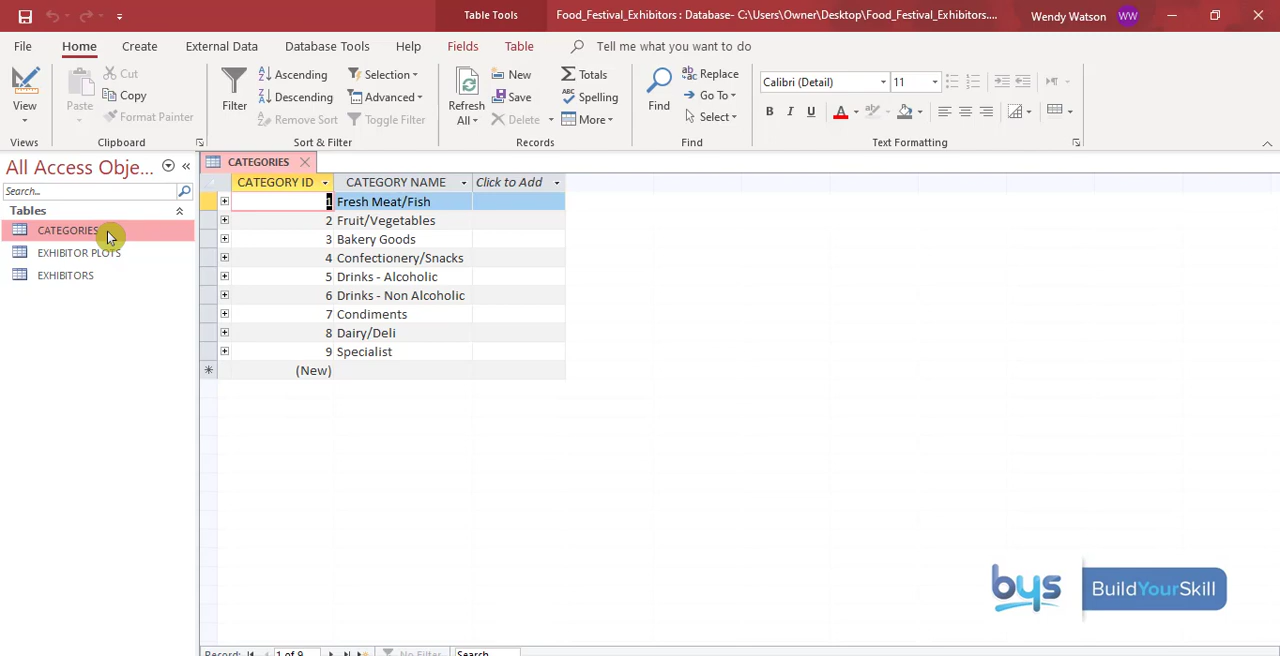 Table Tools
Food_Festival_Exhibitors : Database- C:\Users\Owner\Desktop\Food_Festival_Exhibitors....
Wendy Watson WW
File Home Create External Data Database Tools Help Fields Table Tell me what you want to do
View
Views
Paste
Cut
Copy
Format Painter
Clipboard
Filter
Ascending
Descending
Remove Sort
Selection
Advanced
Toggle Filter
Sort & Filter
Refresh
All
New
Save
Delete
Totals
Spelling
More
Records
Find
Replace
Go To
Select
Find
Calibri (Detail) 11
B I U A
Text Formatting
All Access Obje...
Search...
Tables
CATEGORIES
EXHIBITOR PLOTS
EXHIBITORS
CATEGORIES
CATEGORY ID CATEGORY NAME Click to Add
1 Fresh Meat/Fish
2 Fruit/Vegetables
3 Bakery Goods
4 Confectionery/Snacks
5 Drinks - Alcoholic
6 Drinks - Non Alcoholic
7 Condiments
8 Dairy/Deli
9 Specialist
(New)
bys BuildYourSkill
Record: 1 of 9 No Filter Search